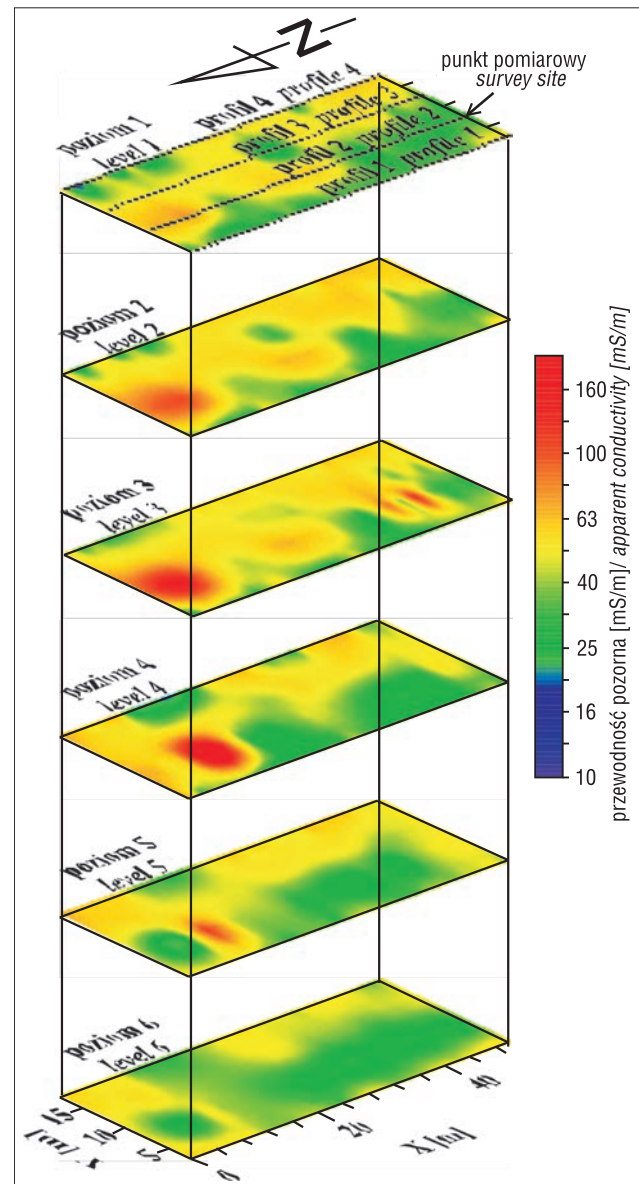 N
punkt pomiarowy
survey site
poziom 1
level 1
profil 4 profile 4
profil 3 profile 3
profil 2 profile 2
profil 1 profile 1
poziom 2
level 2
poziom 3
level 3
poziom 4
level 4
poziom 5
level 5
poziom 6
level 6
160
100
63
40
25
16
10
przewodność pozorna [mS/m]/ apparent conductivity [mS/m]
15
10
5
Y [m]
0
20
40
X [m]